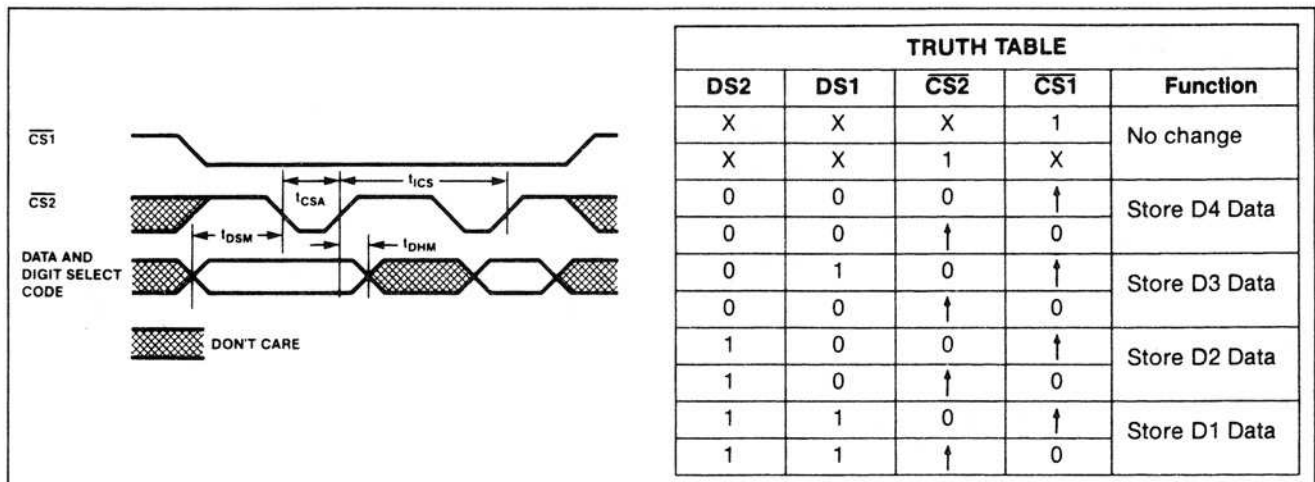 CS1
CS2
DATA AND
DIGIT SELECT
CODE
tCSA
tICS
tDSM
tDHM
DON'T CARE
TRUTH TABLE
DS2 DS1 CS2 CS1 Function
X X X 1 No change
X X 1 X
0 0 0 ↑ Store D4 Data
0 0 ↑ 0
0 1 0 ↑ Store D3 Data
0 0 ↑ 0
1 0 0 ↑ Store D2 Data
1 0 ↑ 0
1 1 0 ↑ Store D1 Data
1 1 ↑ 0